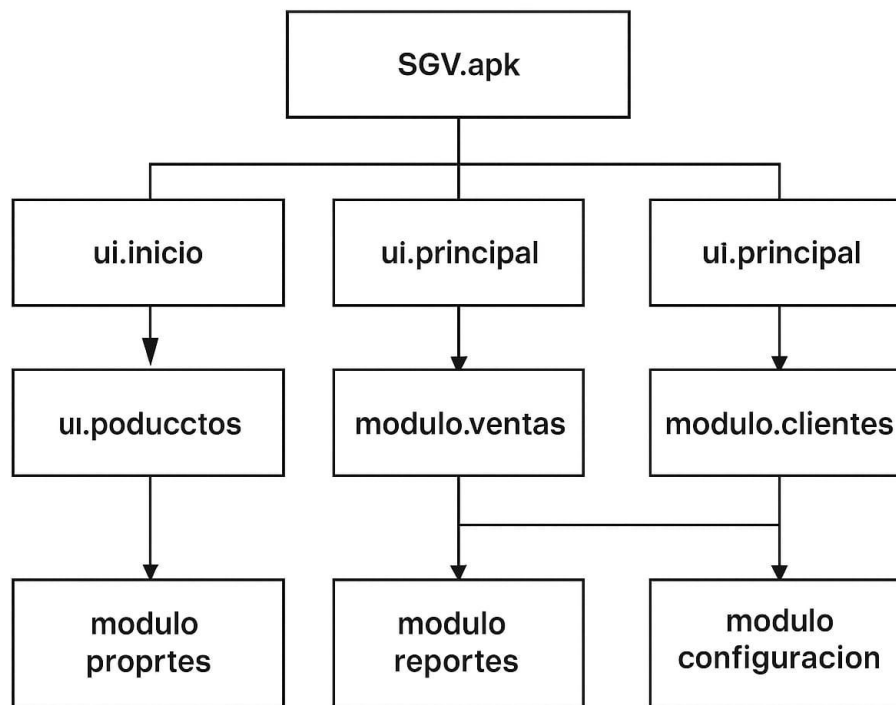 SGV.apk
ui.inicio
ui.principal
ui.principal
uı.poducctos
modulo.ventas
modulo.clientes
modulo
proprtes
modulo
reportes
modulo
configuracion